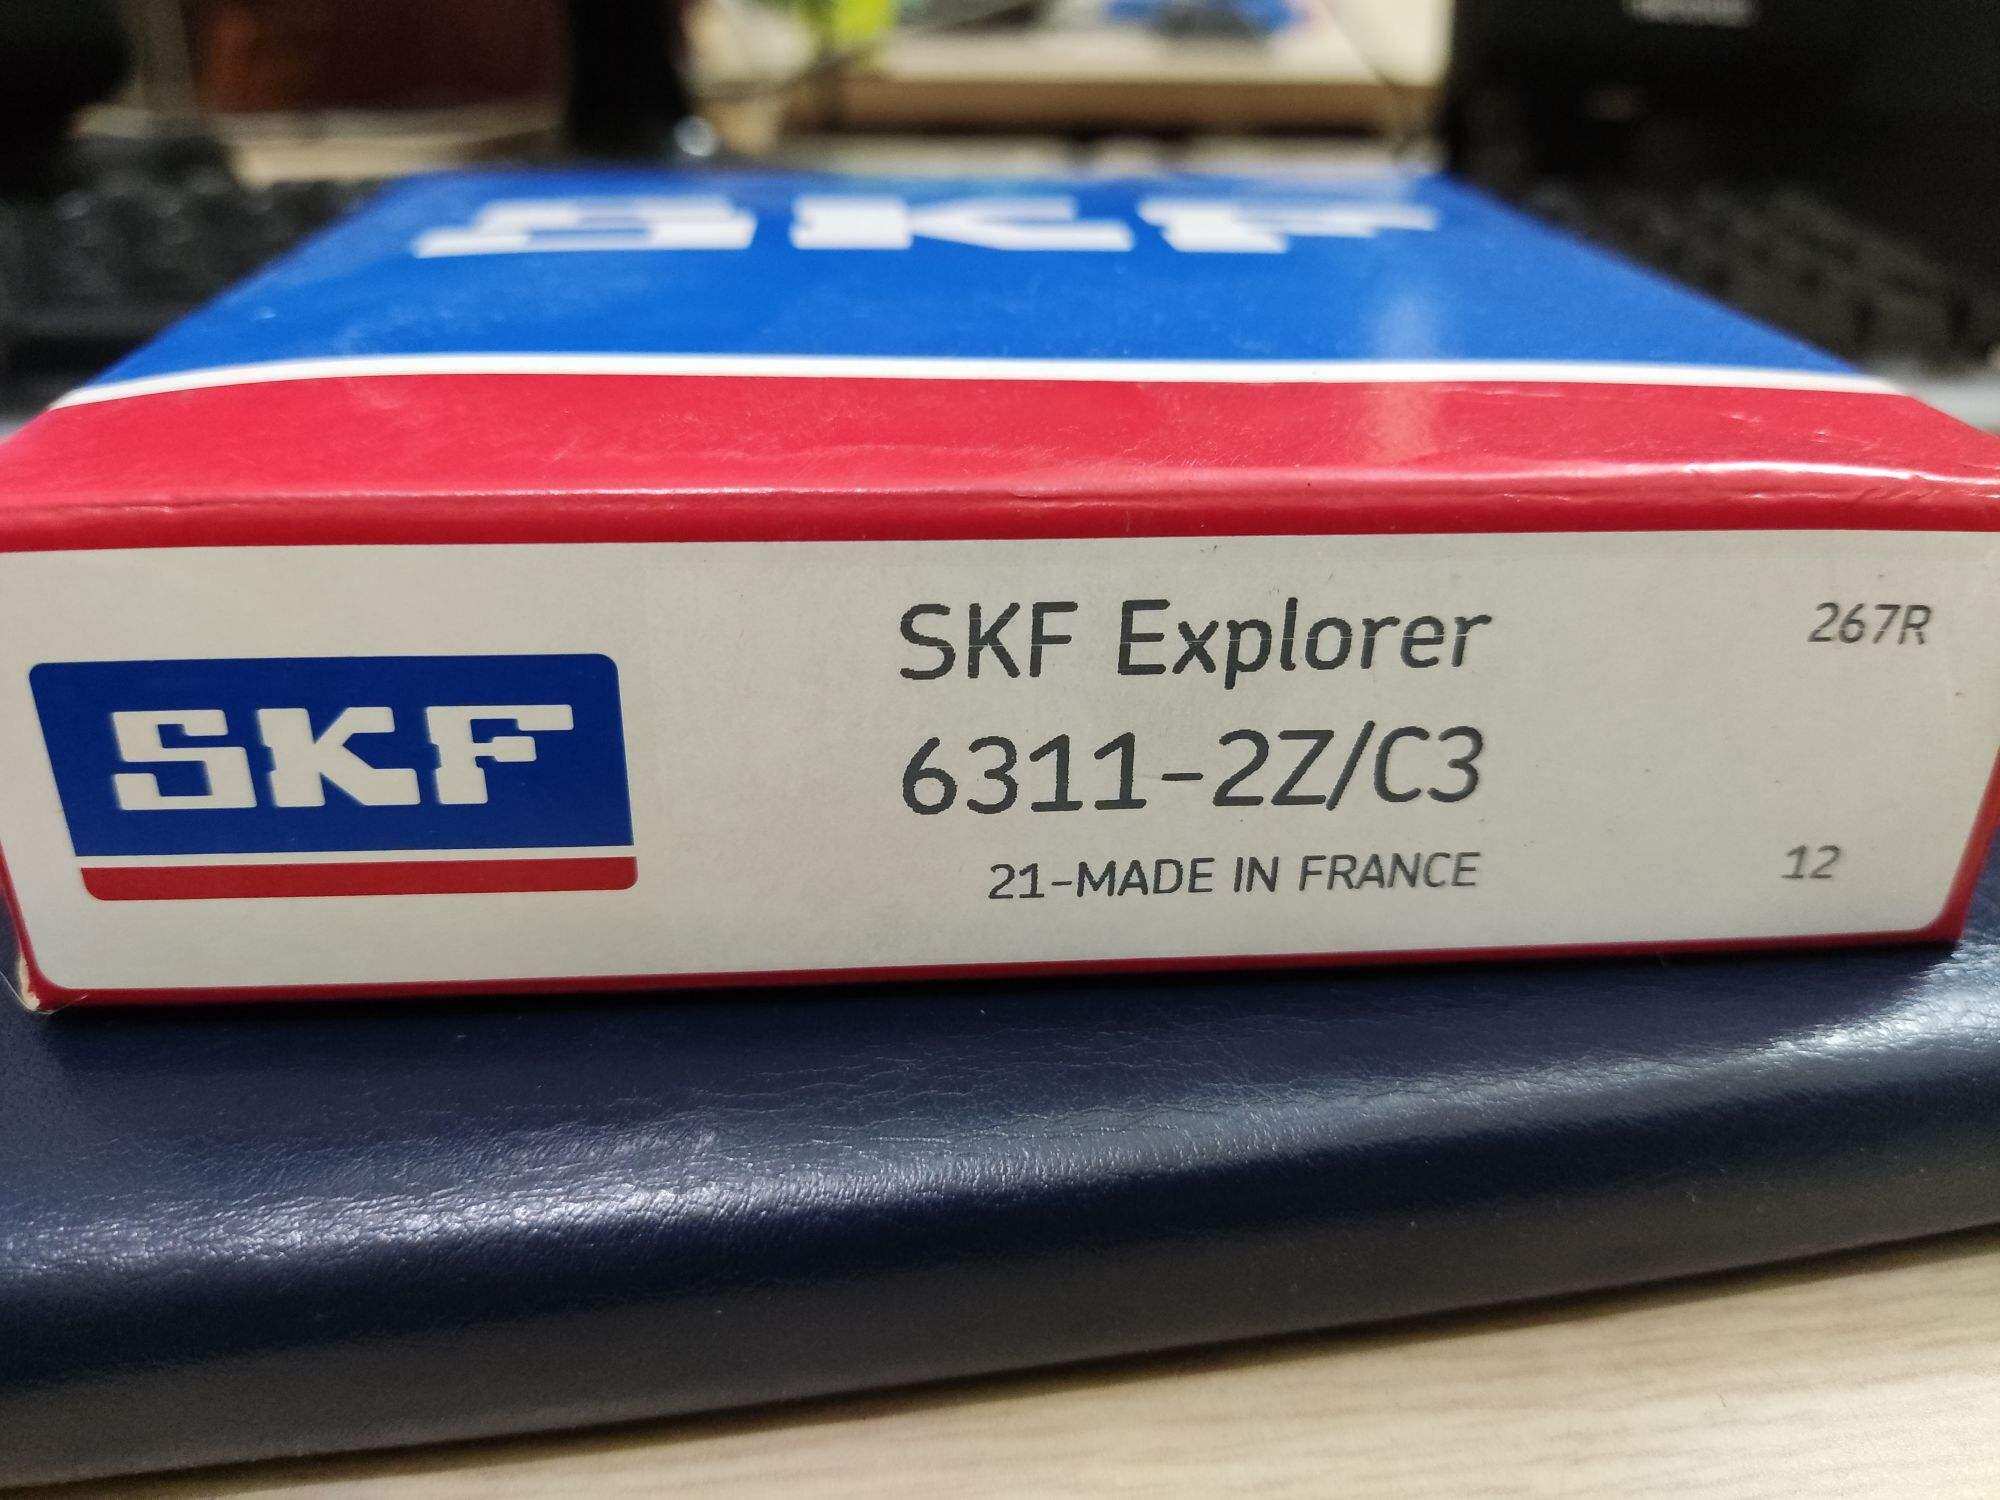 SKF
SKF Explorer
267R
SKF
6311-2Z/C3
21-MADE IN FRANCE
12